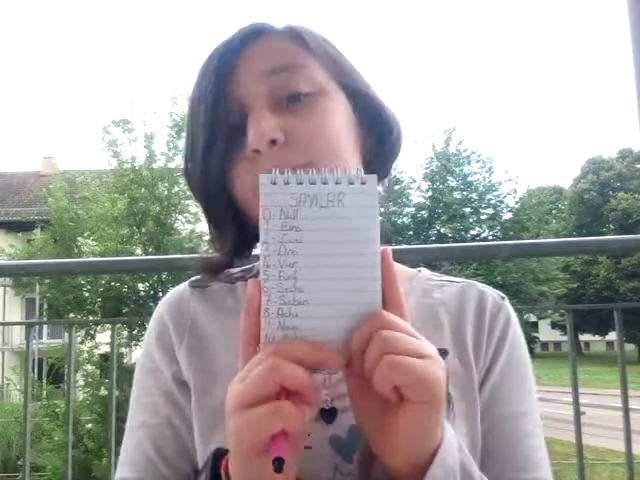 SAYILAR
0- Null
1- Eins
2- Zwei
3- Drei
4- Vier
5- Fünf
6- Sechs
7- Sieben
8- Acht
9- Neun
10-